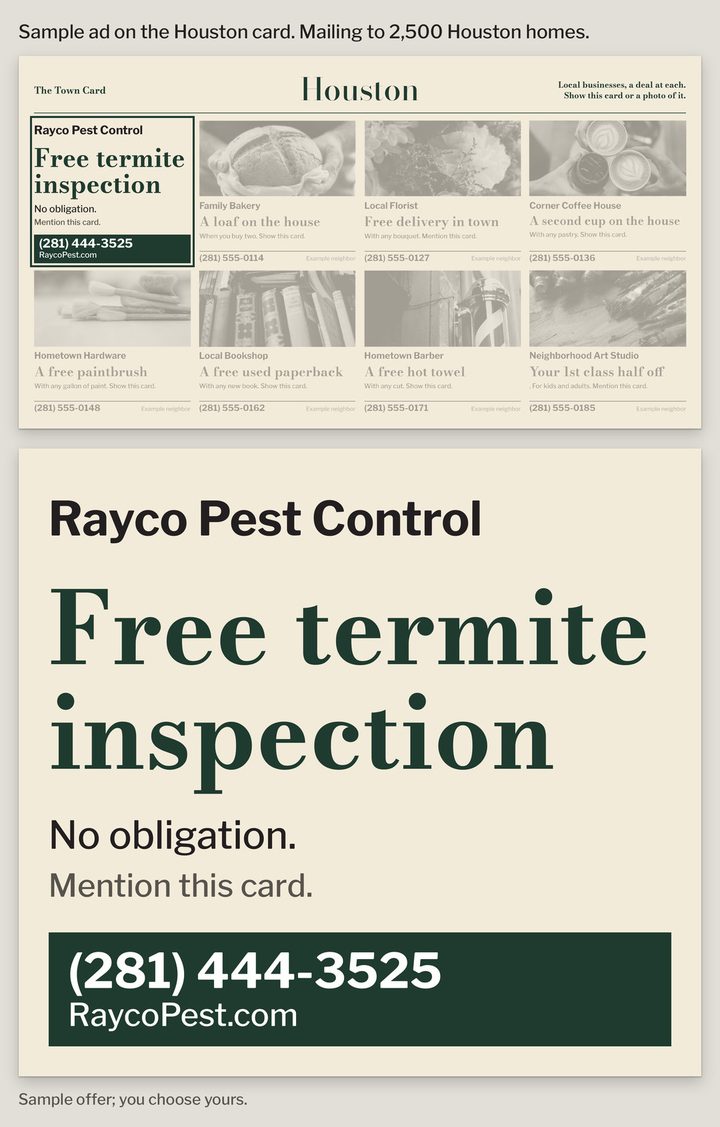 Sample ad on the Houston card. Mailing to 2,500 Houston homes.
The Town Card
Houston
Local businesses, a deal at each.
Show this card or a photo of it.
Rayco Pest Control
Free termite
inspection
No obligation.
Mention this card.
(281) 444-3525
RaycoPest.com
Family Bakery
A loaf on the house
When you buy two. Show this card.
(281) 555-0114
Example neighbor
Local Florist
Free delivery in town
With any bouquet. Mention this card.
(281) 555-0127
Example neighbor
Corner Coffee House
A second cup on the house
With any pastry. Show this card.
(281) 555-0136
Example neighbor
Hometown Hardware
A free paintbrush
With any gallon of paint. Show this card.
(281) 555-0148
Example neighbor
Local Bookshop
A free used paperback
With any new book. Show this card.
(281) 555-0162
Example neighbor
Hometown Barber
A free hot towel
With any cut. Show this card.
(281) 555-0171
Example neighbor
Neighborhood Art Studio
Your 1st class half off
For kids and adults. Mention this card.
(281) 555-0185
Example neighbor
Rayco Pest Control
Free termite
inspection
No obligation.
Mention this card.
(281) 444-3525
RaycoPest.com
Sample offer; you choose yours.